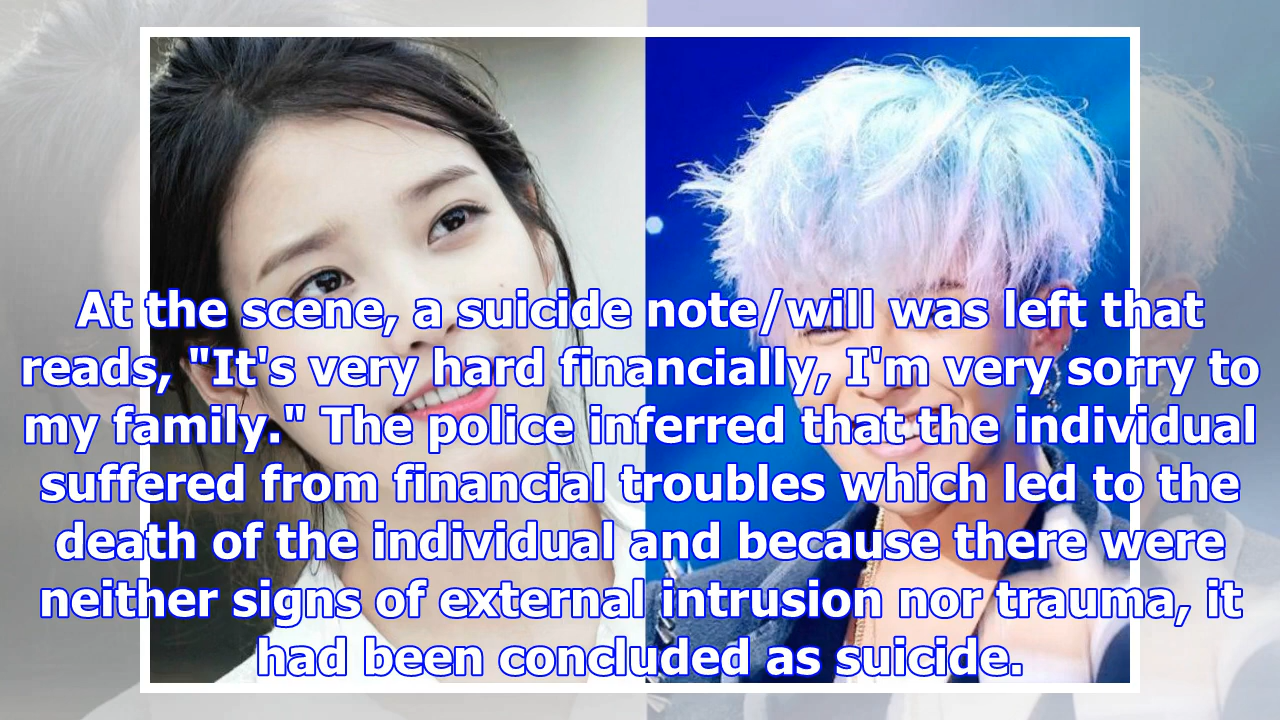 At the scene, a suicide note/will was left that
reads, "It's very hard financially, I'm very sorry to
my family." The police inferred that the individual
suffered from financial troubles which led to the
death of the individual and because there were
neither signs of external intrusion nor trauma, it
had been concluded as suicide.